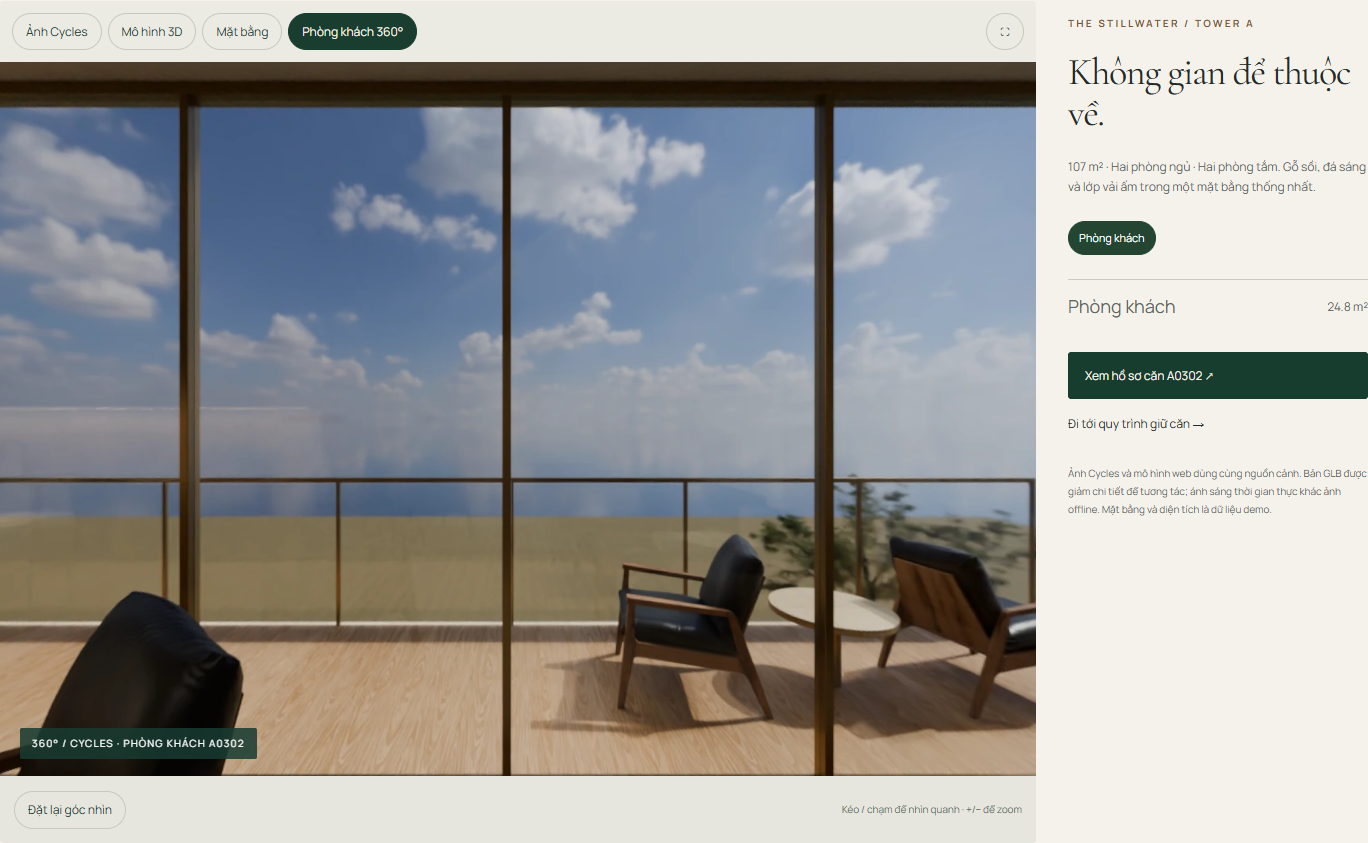 Ảnh Cycles
Mô hình 3D
Mặt bằng
Phòng khách 360°
THE STILLWATER / TOWER A
Không gian để thuộc
về.
107 m² · Hai phòng ngủ · Hai phòng tắm. Gỗ sồi, đá sáng
và lớp vải ấm trong một mặt bằng thống nhất.
Phòng khách
Phòng khách
24.8 m²
Xem hồ sơ căn A0302 ↗
Đi tới quy trình giữ căn →
Ảnh Cycles và mô hình web dùng cùng nguồn cảnh. Bản GLB được
giảm chi tiết để tương tác; ánh sáng thời gian thực khác ảnh
offline. Mặt bằng và diện tích là dữ liệu demo.
360° / CYCLES · PHÒNG KHÁCH A0302
Đặt lại góc nhìn
Kéo / chạm để nhìn quanh · +/− để zoom